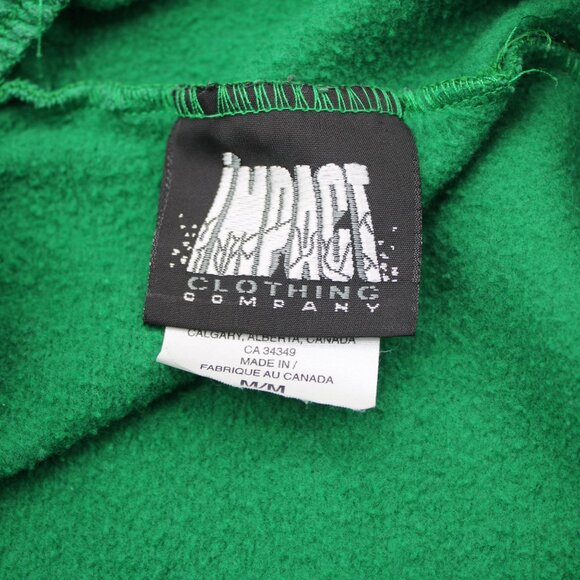 IMPACT
CLOTHING
COMPANY
CALGARY, ALBERTA, CANADA
CA 34349
MADE IN /
FABRIQUE AU CANADA
M/M